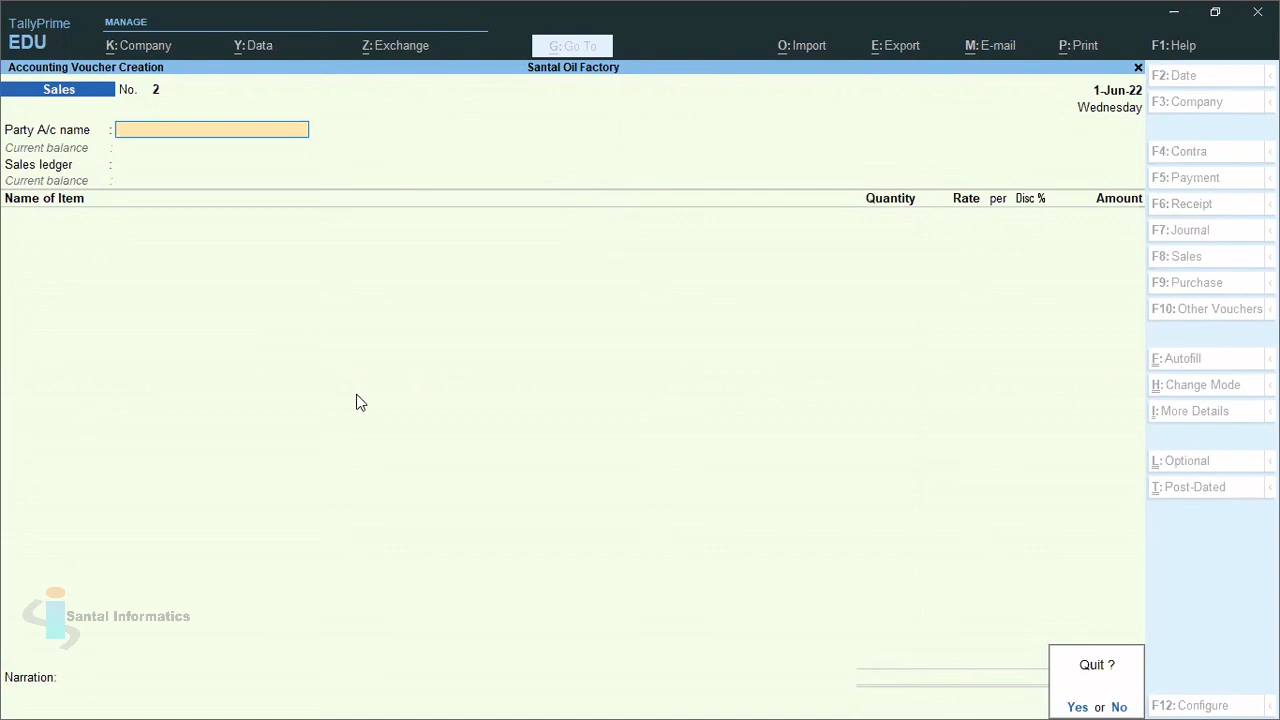 TallyPrime
EDU
MANAGE
K: Company
Y: Data
Z: Exchange
G: Go To
O: Import
E: Export
M: E-mail
P: Print
F1: Help
Accounting Voucher Creation
Santal Oil Factory
Sales No. 2
1-Jun-22
Wednesday
Party A/c name :
Current balance :
Sales ledger :
Current balance :
Name of Item Quantity Rate per Disc % Amount
F2: Date
F3: Company
F4: Contra
F5: Payment
F6: Receipt
F7: Journal
F8: Sales
F9: Purchase
F10: Other Vouchers
F: Autofill
H: Change Mode
I: More Details
L: Optional
T: Post-Dated
F12: Configure
Santal Informatics
Narration:
Quit ?
Yes or No